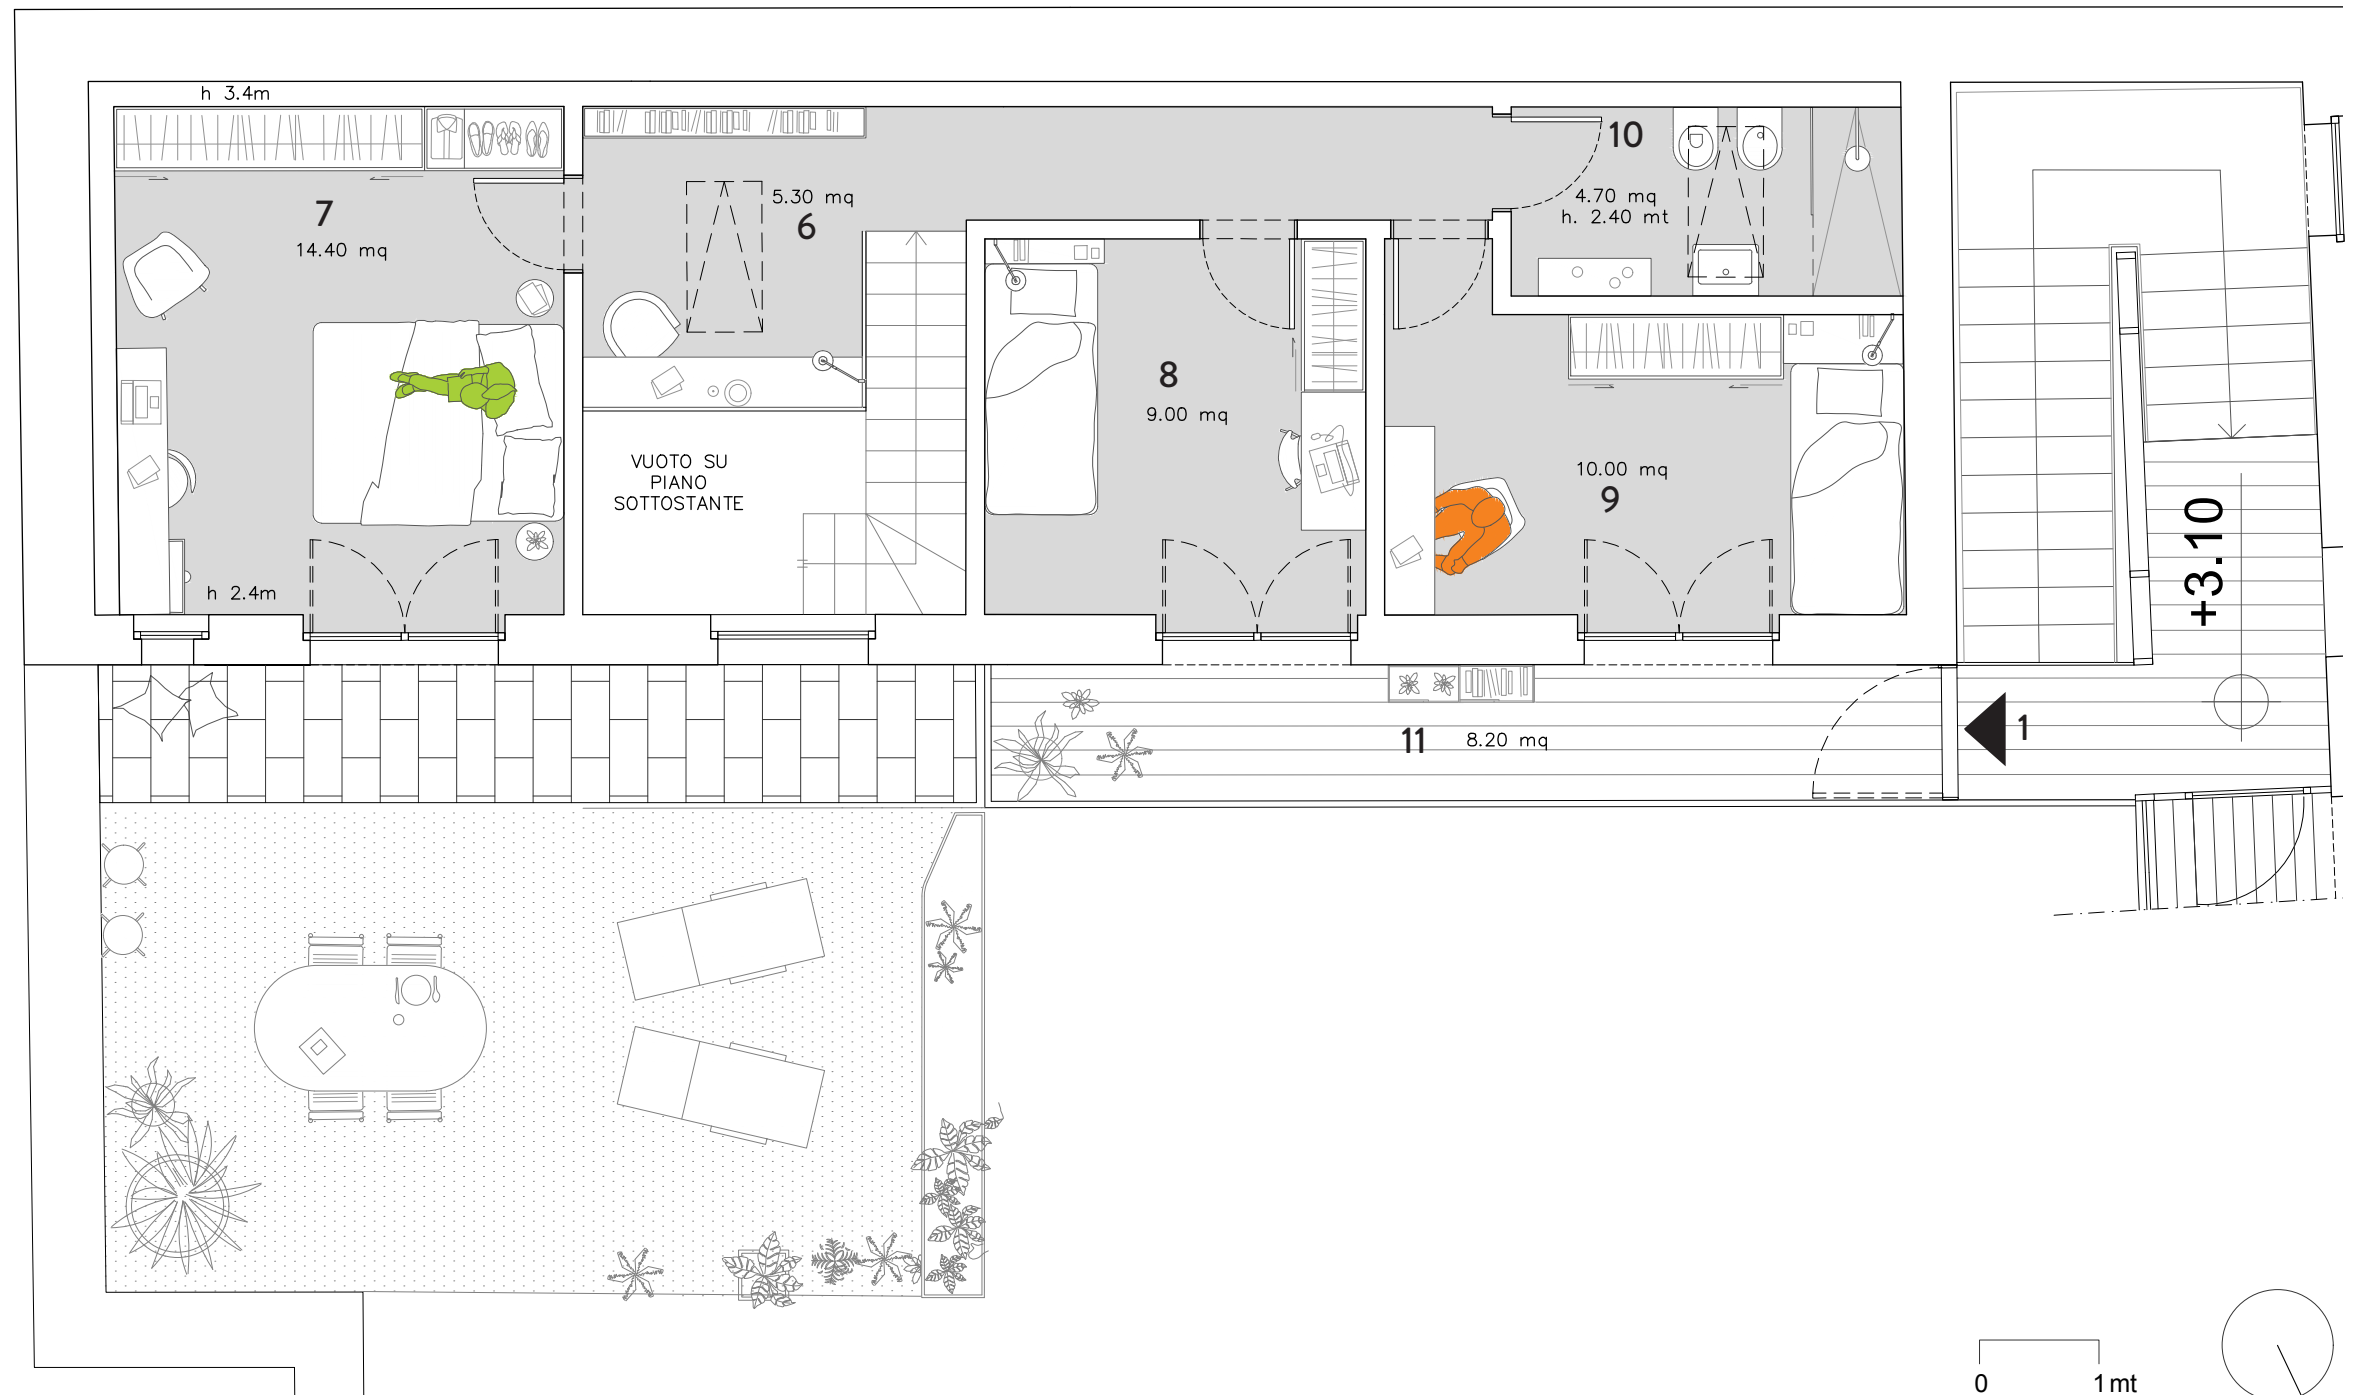 h 3.4m
10
5.30 mq
6
4.70 mq
h. 2.40 mt
7
14.40 mq
8
9.00 mq
VUOTO SU
PIANO
SOTTOSTANTE
10.00 mq
9
+3.10
h 2.4m
11
8.20 mq
1
0
1 mt